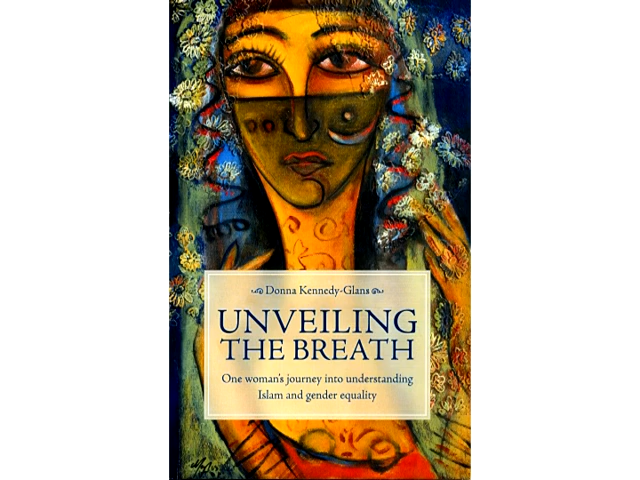 Donna Kennedy-Glans
UNVEILING
THE BREATH
One woman's journey into understanding
Islam and gender equality